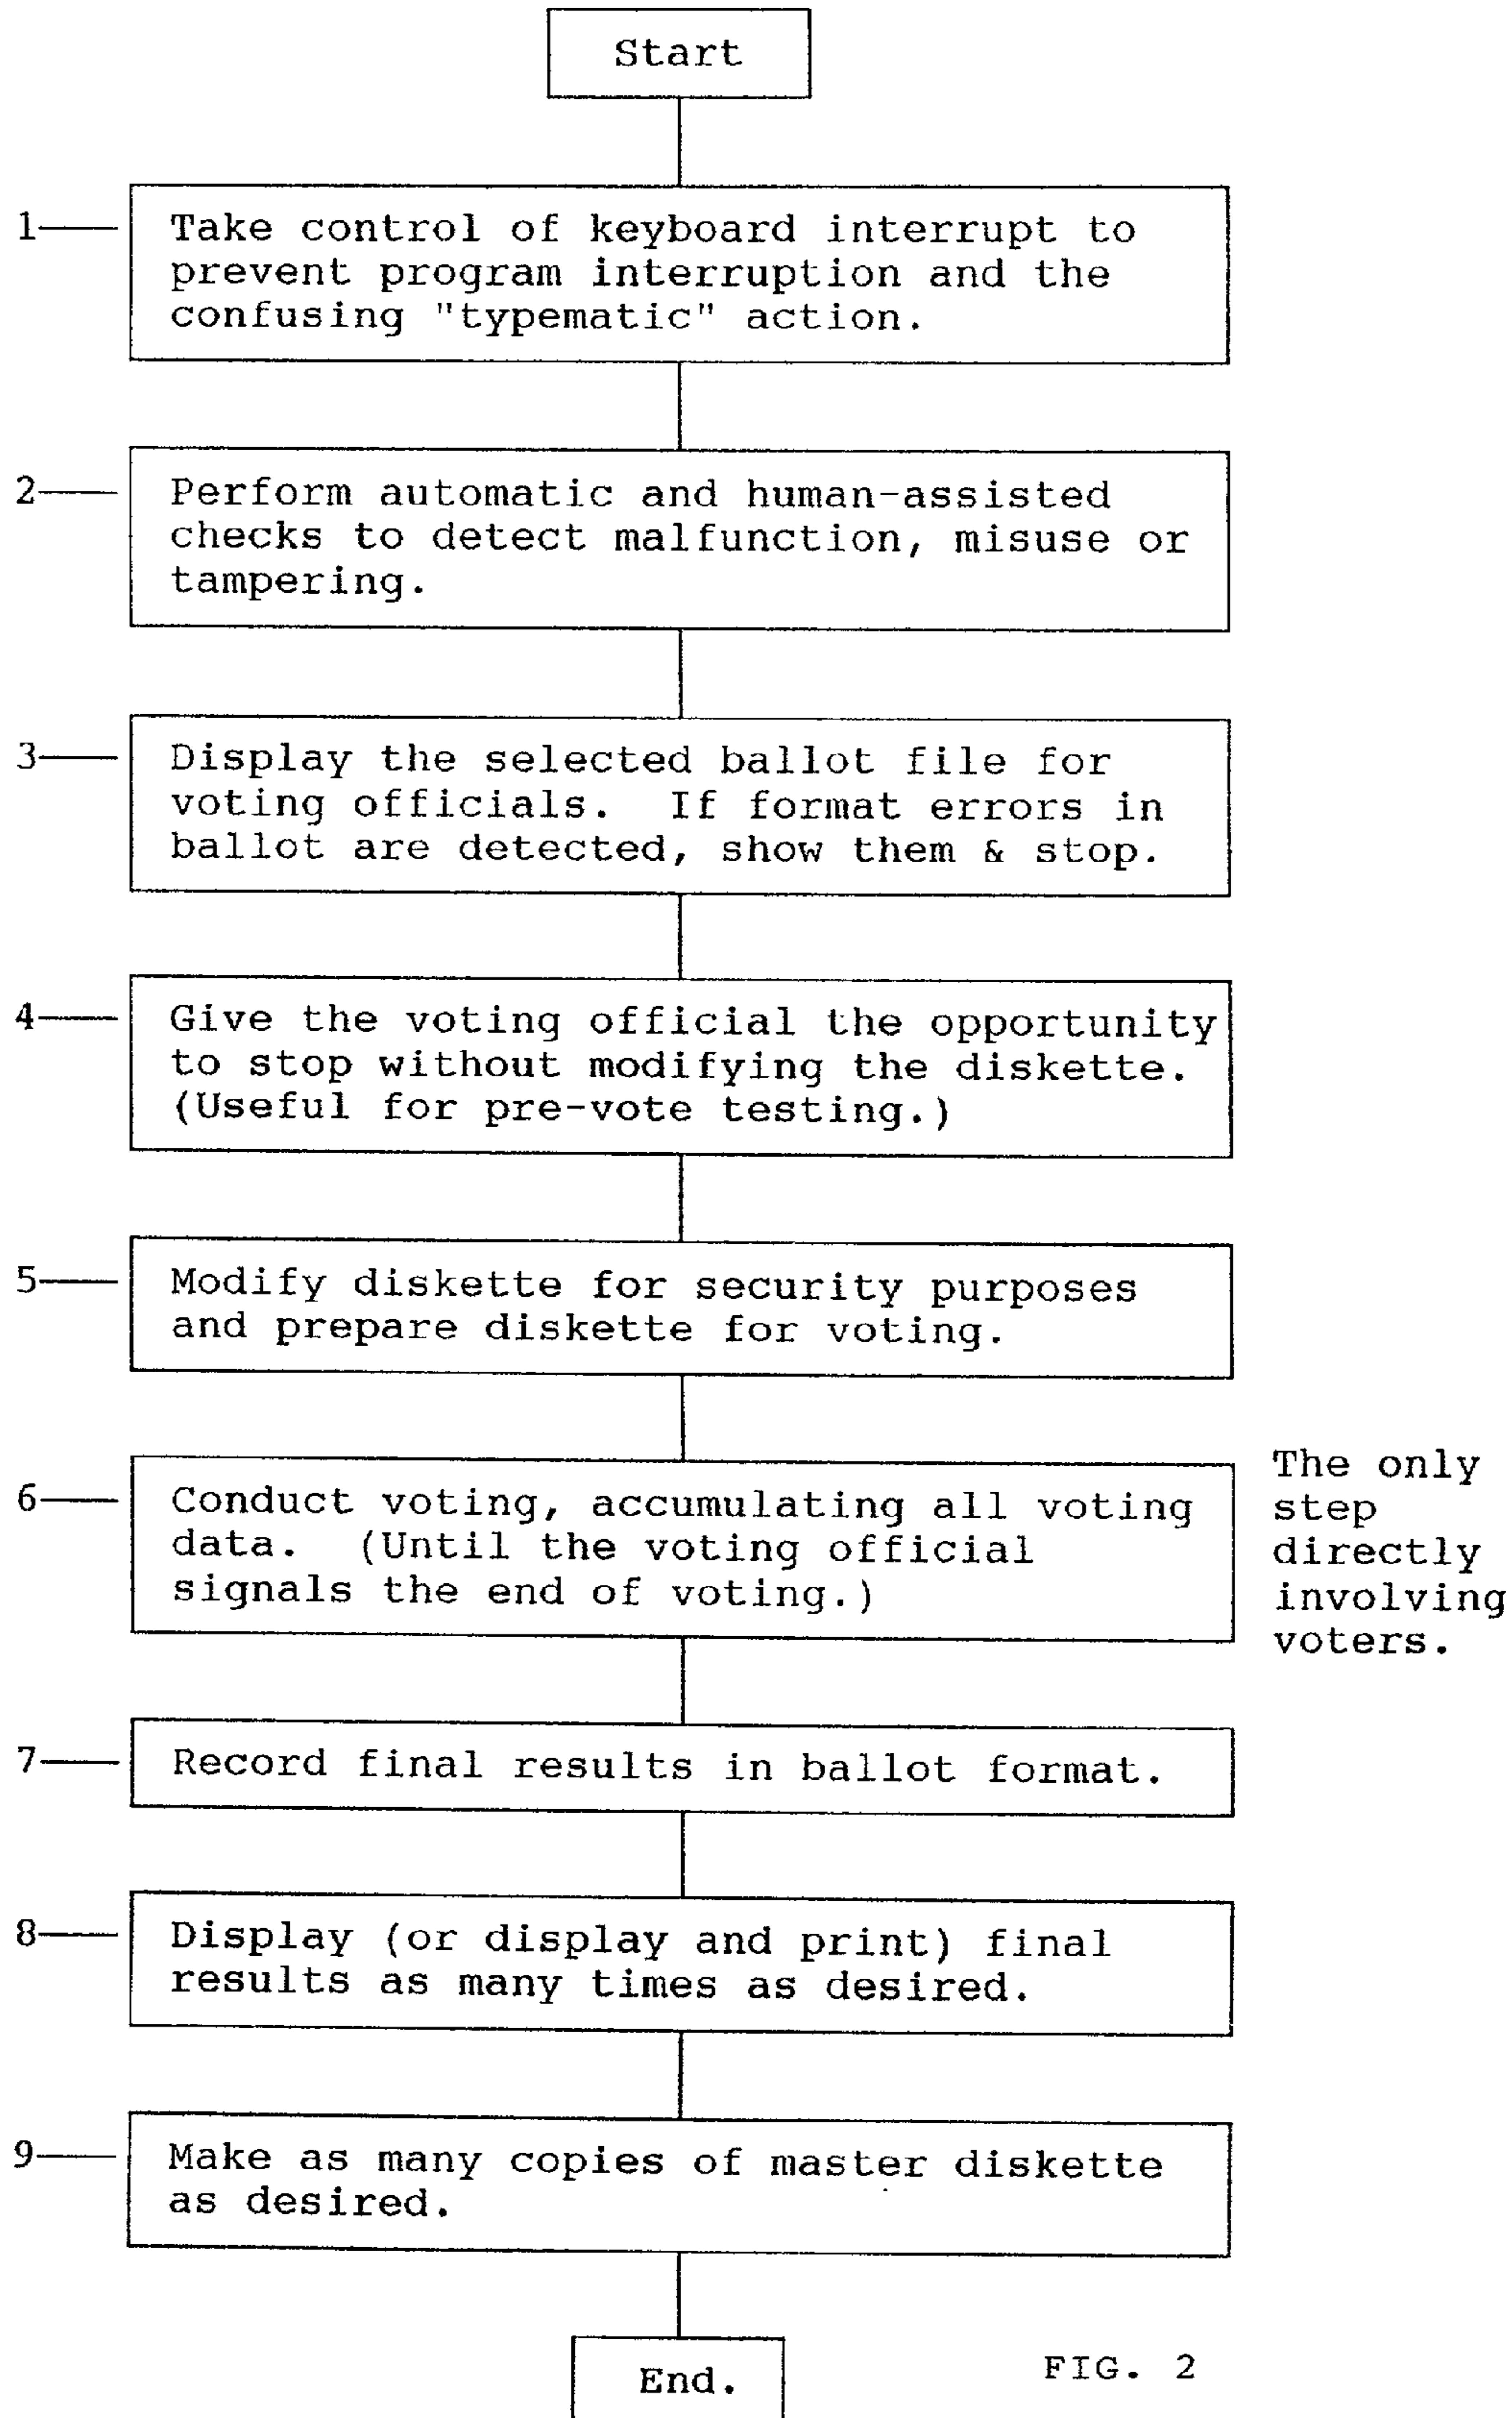 Start
1
Take control of keyboard interrupt to
prevent program interruption and the
confusing "typematic" action.
2
Perform automatic and human-assisted
checks to detect malfunction, misuse or
tampering.
3
Display the selected ballot file for
voting officials. If format errors in
ballot are detected, show them & stop.
4
Give the voting official the opportunity
to stop without modifying the diskette.
(Useful for pre-vote testing.)
5
Modify diskette for security purposes
and prepare diskette for voting.
6
Conduct voting, accumulating all voting
data. (Until the voting official
signals the end of voting.)
The only
step
directly
involving
voters.
7
Record final results in ballot format.
8
Display (or display and print) final
results as many times as desired.
9
Make as many copies of master diskette
as desired.
End.
FIG. 2